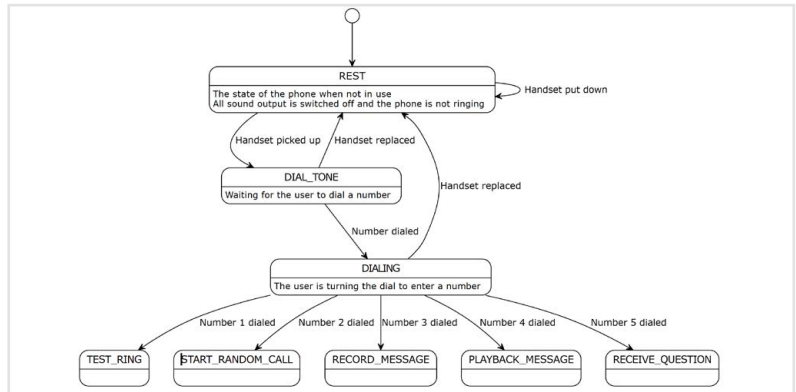 REST
The state of the phone when not in use
All sound output is switched off and the phone is not ringing
Handset put down
Handset picked up
Handset replaced
DIAL_TONE
Waiting for the user to dial a number
Handset replaced
Number dialed
DIALING
The user is turning the dial to enter a number
Number 1 dialed
Number 2 dialed
Number 3 dialed
Number 4 dialed
Number 5 dialed
TEST_RING
START_RANDOM_CALL
RECORD_MESSAGE
PLAYBACK_MESSAGE
RECEIVE_QUESTION